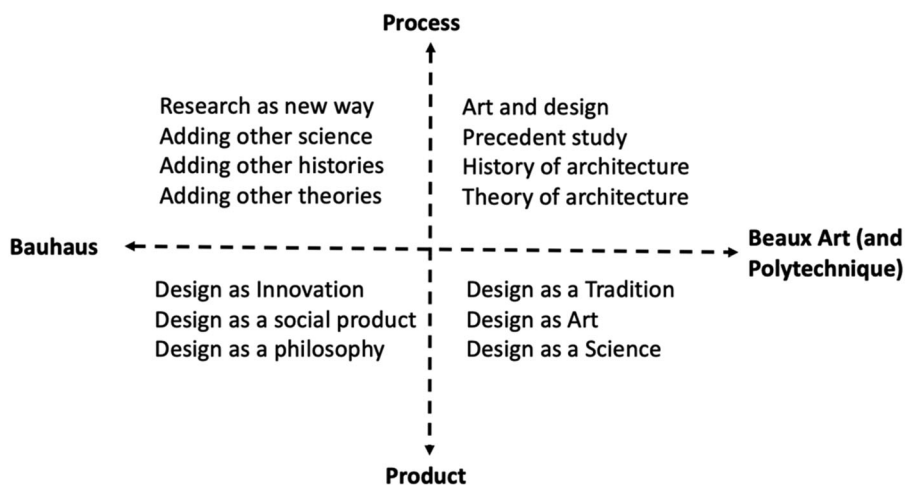 Process
Research as new way
Adding other science
Adding other histories
Adding other theories
Art and design
Precedent study
History of architecture
Theory of architecture
Bauhaus
Beaux Art (and
Polytechnique)
Design as Innovation
Design as a social product
Design as a philosophy
Design as a Tradition
Design as Art
Design as a Science
Product